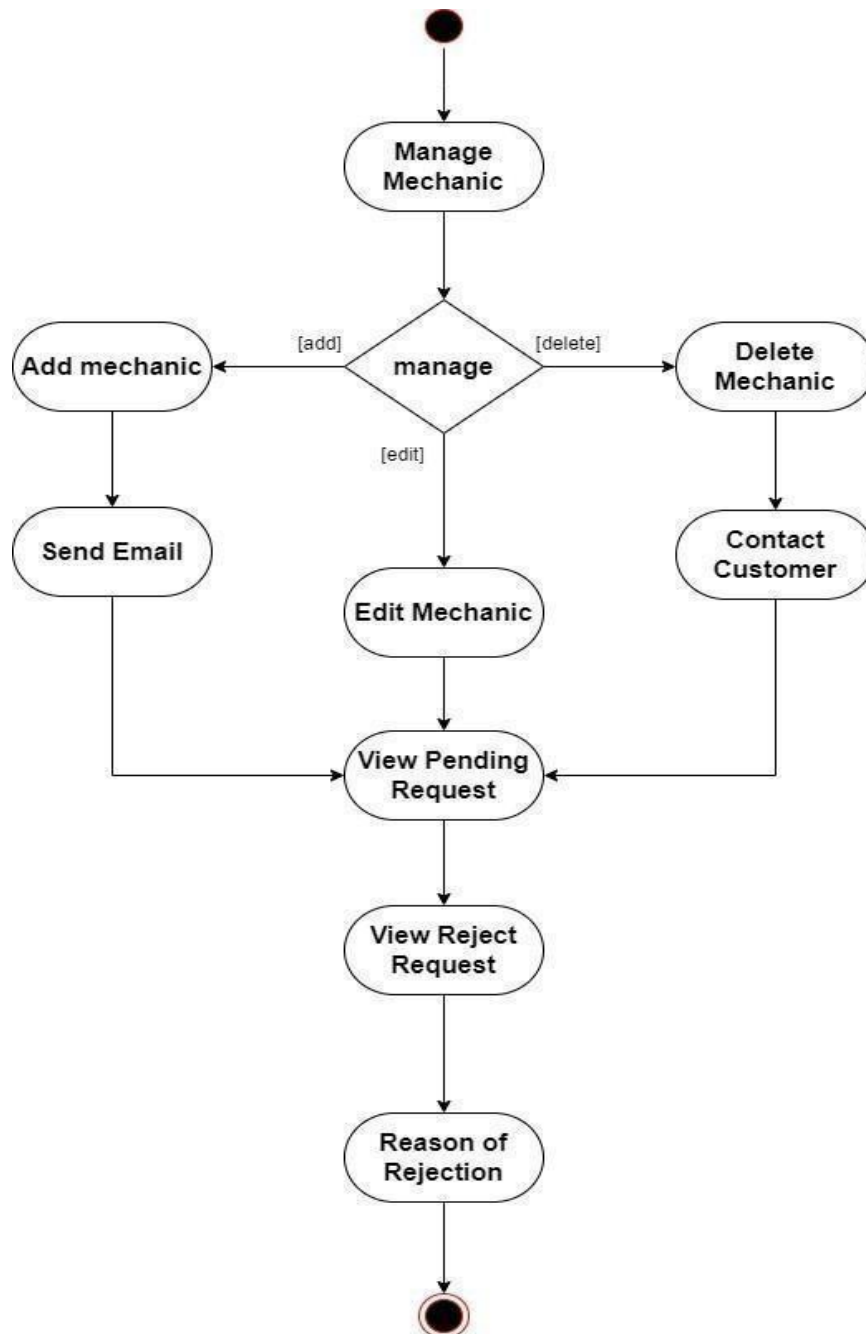 Manage
Mechanic
[add]
[delete]
Add mechanic
manage
Delete
Mechanic
[edit]
Send Email
Contact
Customer
Edit Mechanic
View Pending
Request
View Reject
Request
Reason of
Rejection